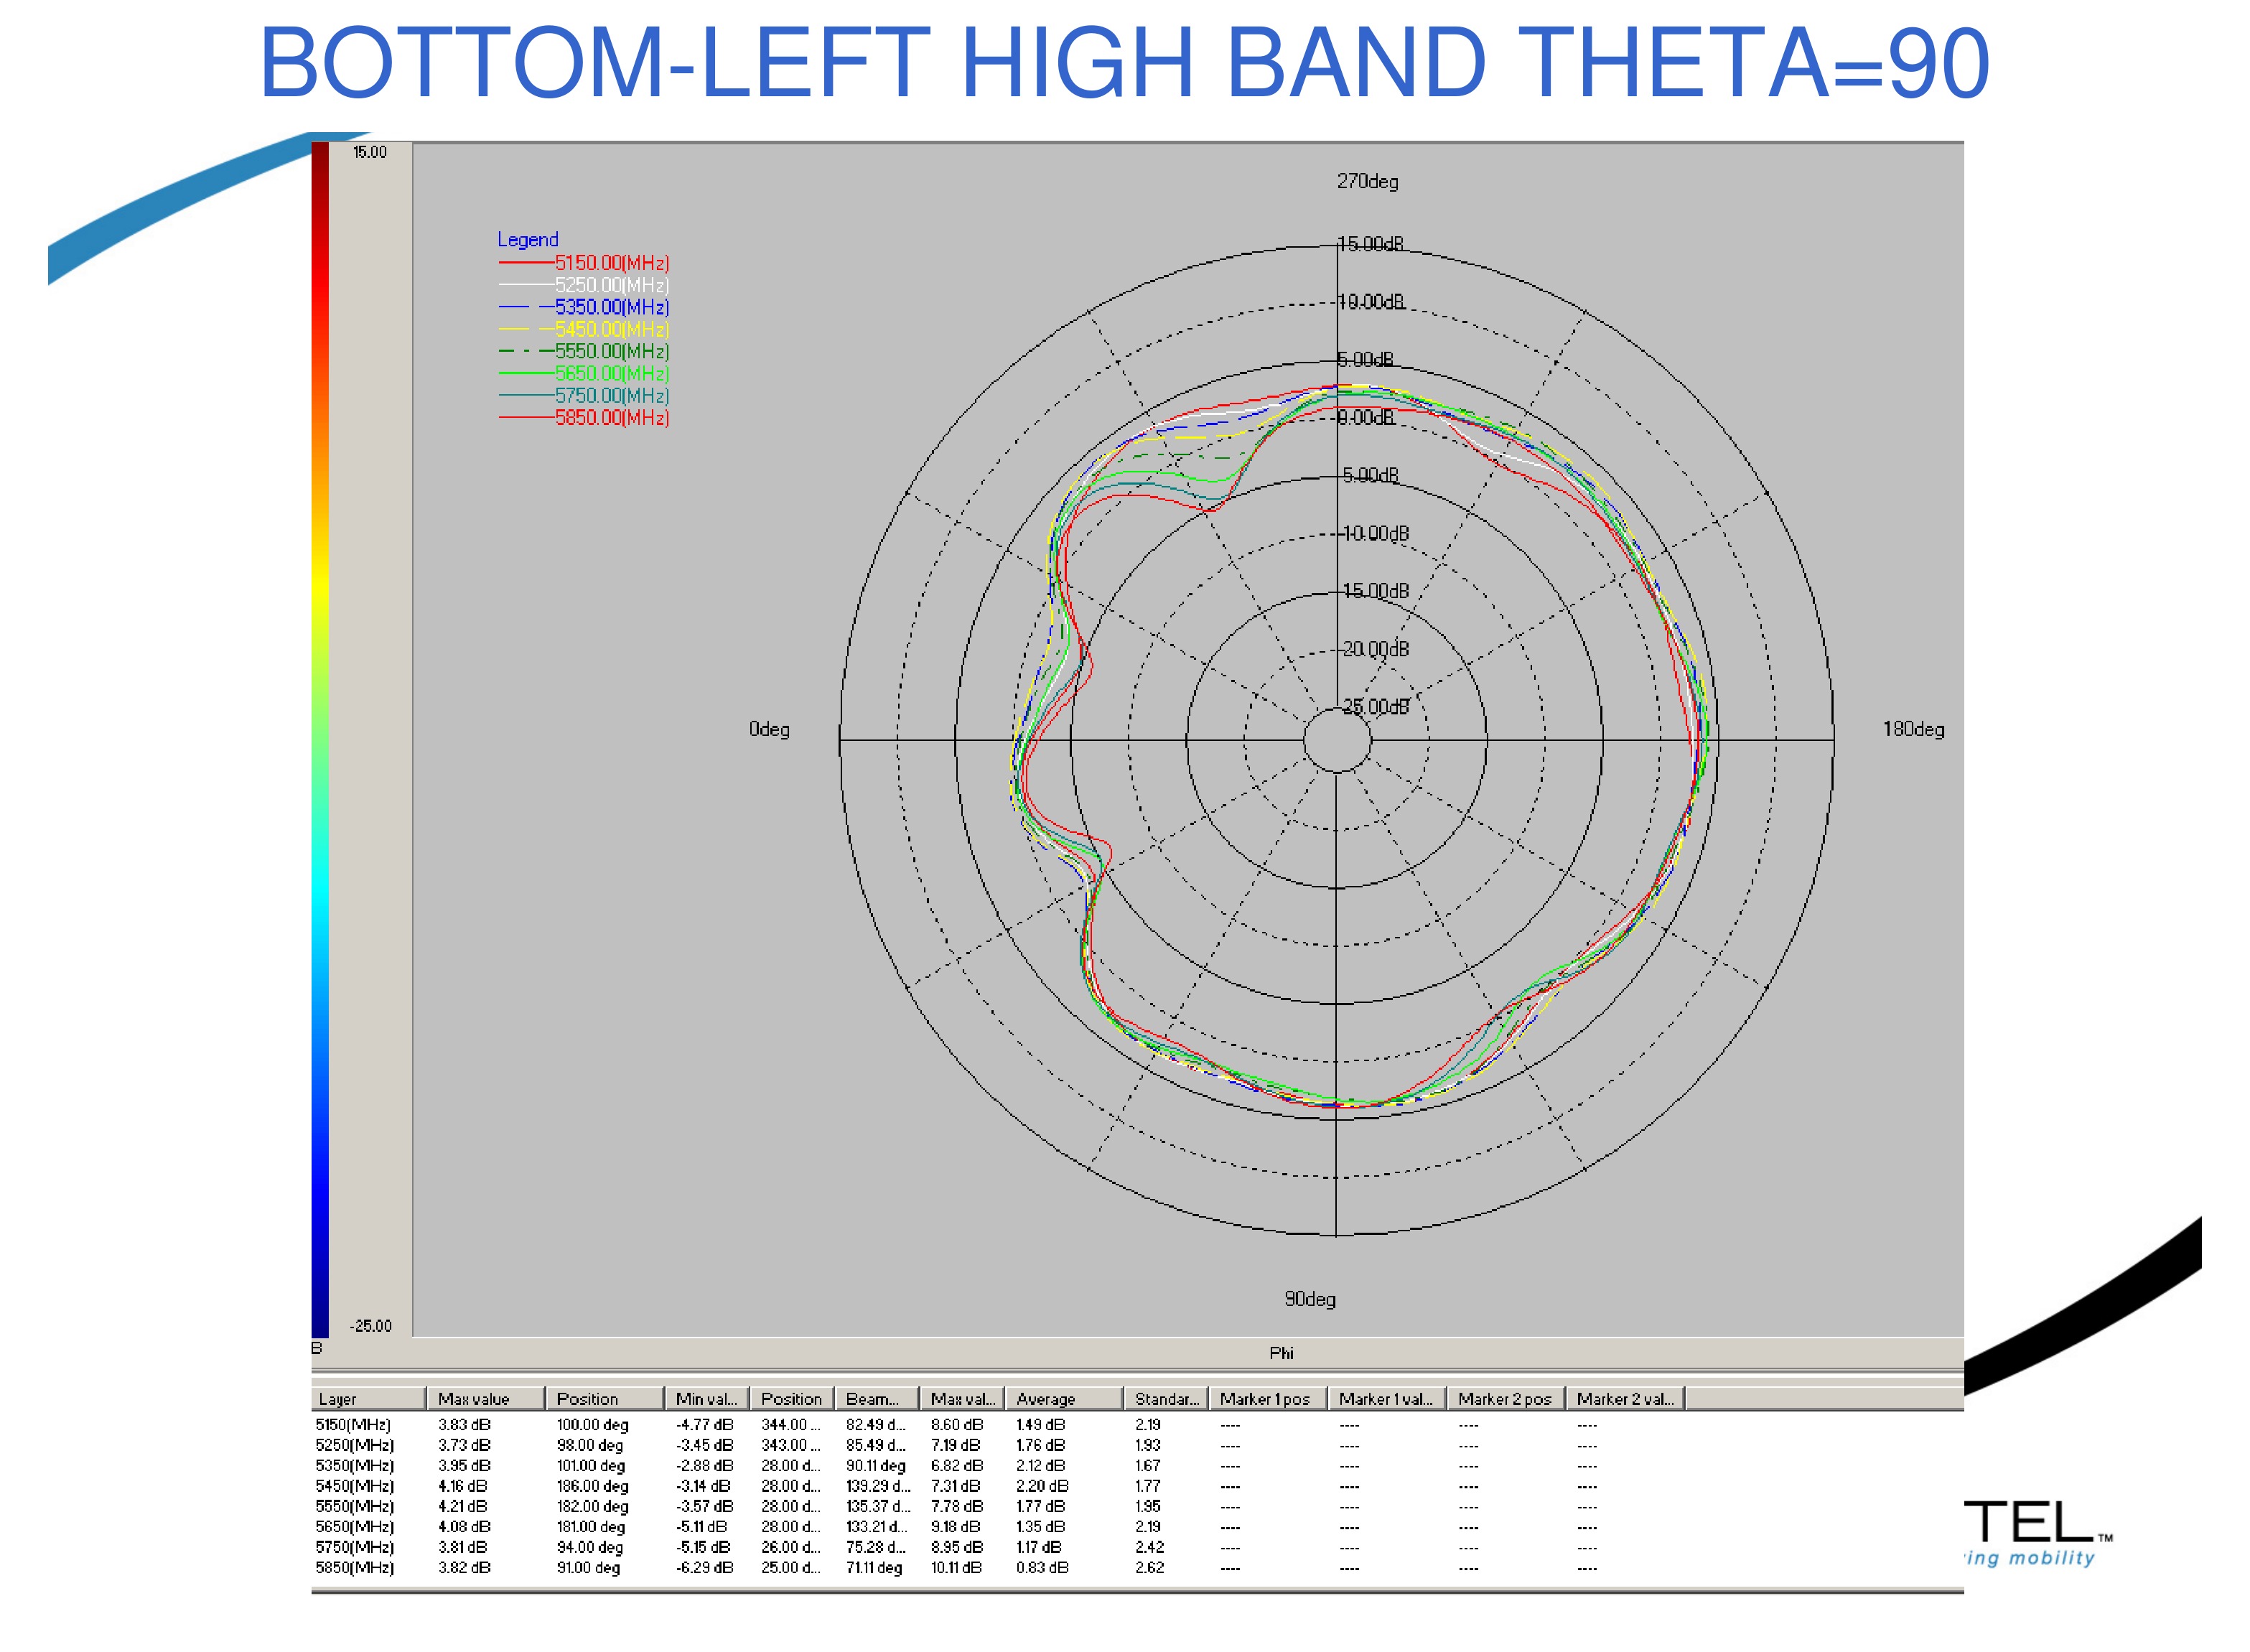 BOTTOM-LEFT HIGH BAND THETA=90
15.00
270deg
Legend
5150.00(MHz)
5250.00(MHz)
5350.00(MHz)
5450.00(MHz)
5550.00(MHz)
5650.00(MHz)
5750.00(MHz)
5850.00(MHz)
15.00dB
10.00dB
5.00dB
0.00dB
-5.00dB
-10.00dB
-15.00dB
-20.00dB
-25.00dB
0deg
180deg
90deg
-25.00
B
Phi
Layer Max value Position Min val... Position Beam... Max val... Average Standar... Marker 1 pos Marker 1 val... Marker 2 pos Marker 2 val...
5150(MHz) 3.83 dB 100.00 deg -4.77 dB 344.00 ... 82.49 d... 8.60 dB 1.49 dB 2.19 ---- ---- ---- ----
5250(MHz) 3.73 dB 98.00 deg -3.45 dB 343.00 ... 85.49 d... 7.19 dB 1.76 dB 1.93 ---- ---- ---- ----
5350(MHz) 3.95 dB 101.00 deg -2.88 dB 28.00 d... 90.11 deg 6.82 dB 2.12 dB 1.67 ---- ---- ---- ----
5450(MHz) 4.16 dB 186.00 deg -3.14 dB 28.00 d... 139.29 d... 7.31 dB 2.20 dB 1.77 ---- ---- ---- ----
5550(MHz) 4.21 dB 182.00 deg -3.57 dB 28.00 d... 135.37 d... 7.78 dB 1.77 dB 1.95 ---- ---- ---- ----
5650(MHz) 4.08 dB 181.00 deg -5.11 dB 28.00 d... 133.21 d... 9.18 dB 1.35 dB 2.19 ---- ---- ---- ----
5750(MHz) 3.81 dB 94.00 deg -5.15 dB 26.00 d... 75.28 d... 8.95 dB 1.17 dB 2.42 ---- ---- ---- ----
5850(MHz) 3.82 dB 91.00 deg -6.29 dB 25.00 d... 71.11 deg 10.11 dB 0.83 dB 2.62 ---- ---- ---- ----
TEL™
ing mobility